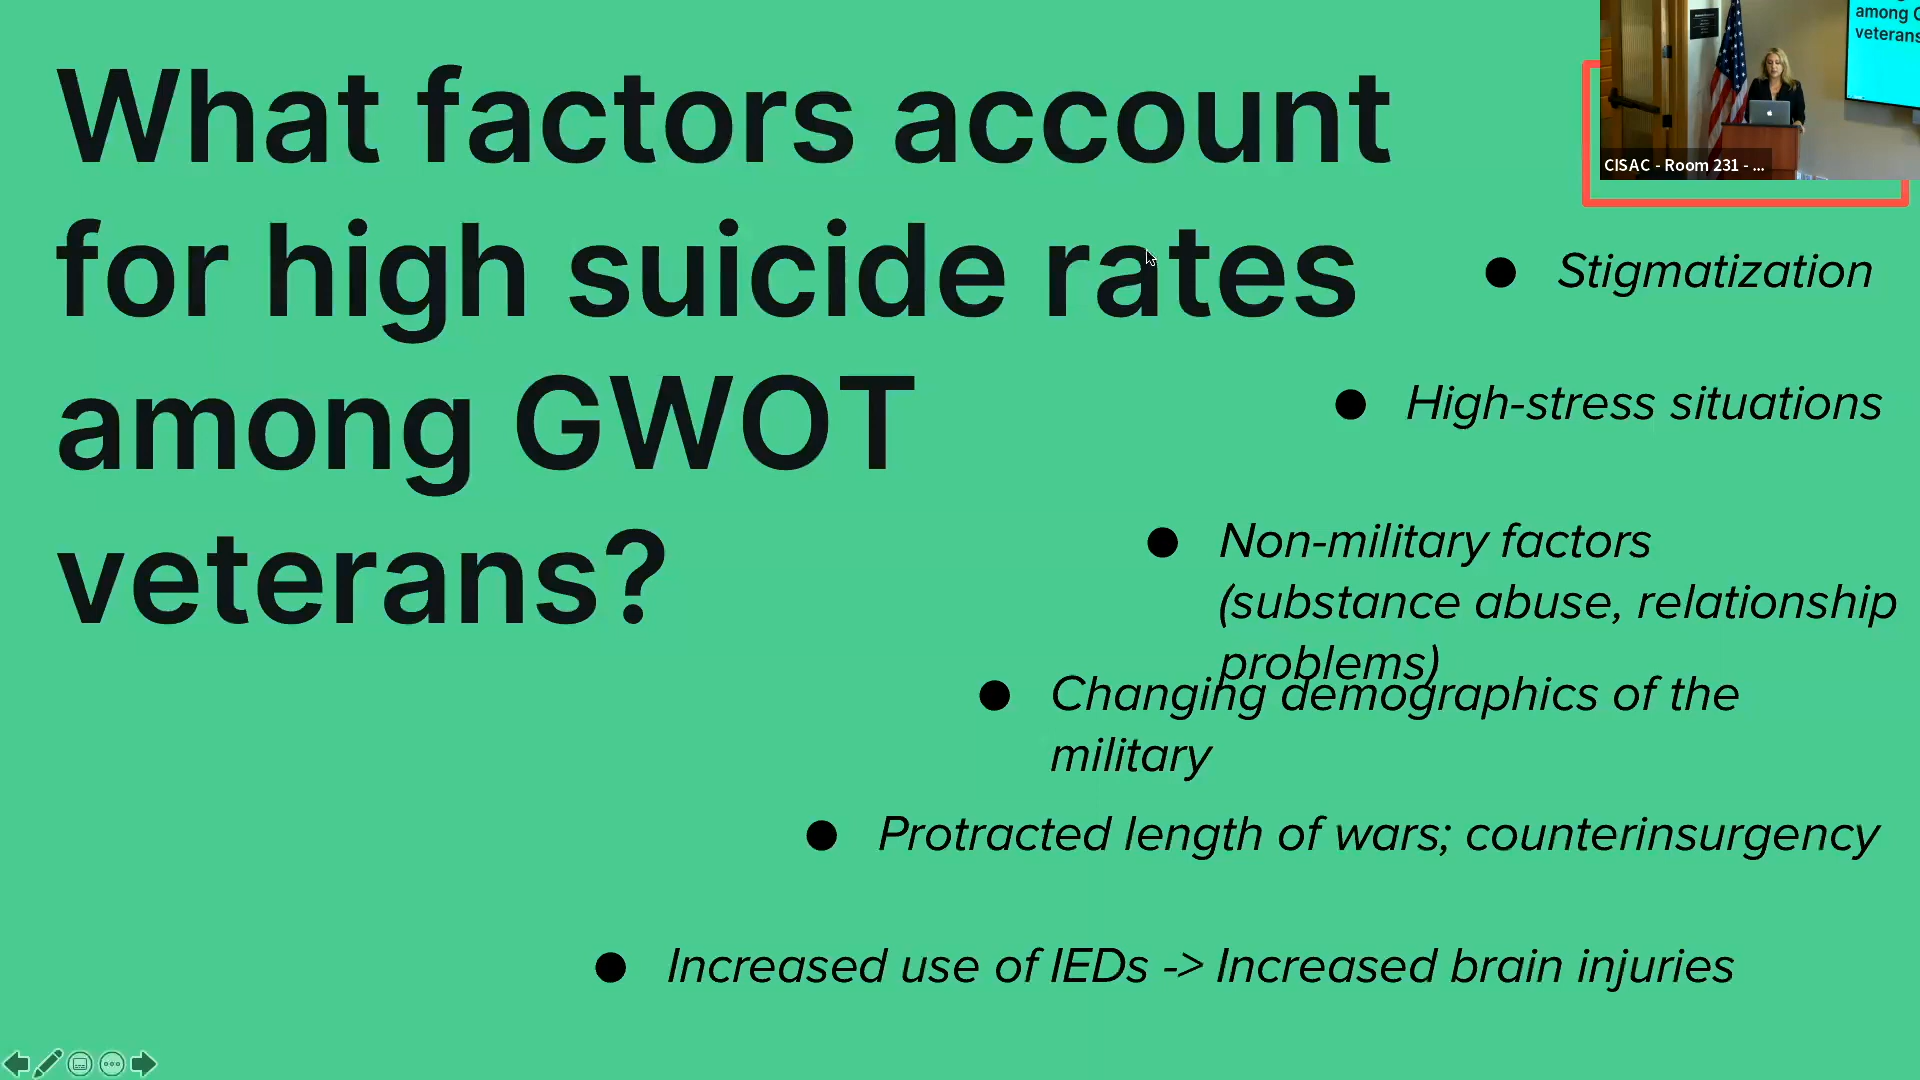 What factors account
for high suicide rates
among GWOT
veterans?
among
veterans
CISAC - Room 231 - ...
● Stigmatization
● High-stress situations
● Non-military factors
(substance abuse, relationship
problems)
● Changing demographics of the
military
● Protracted length of wars; counterinsurgency
● Increased use of IEDs -> Increased brain injuries